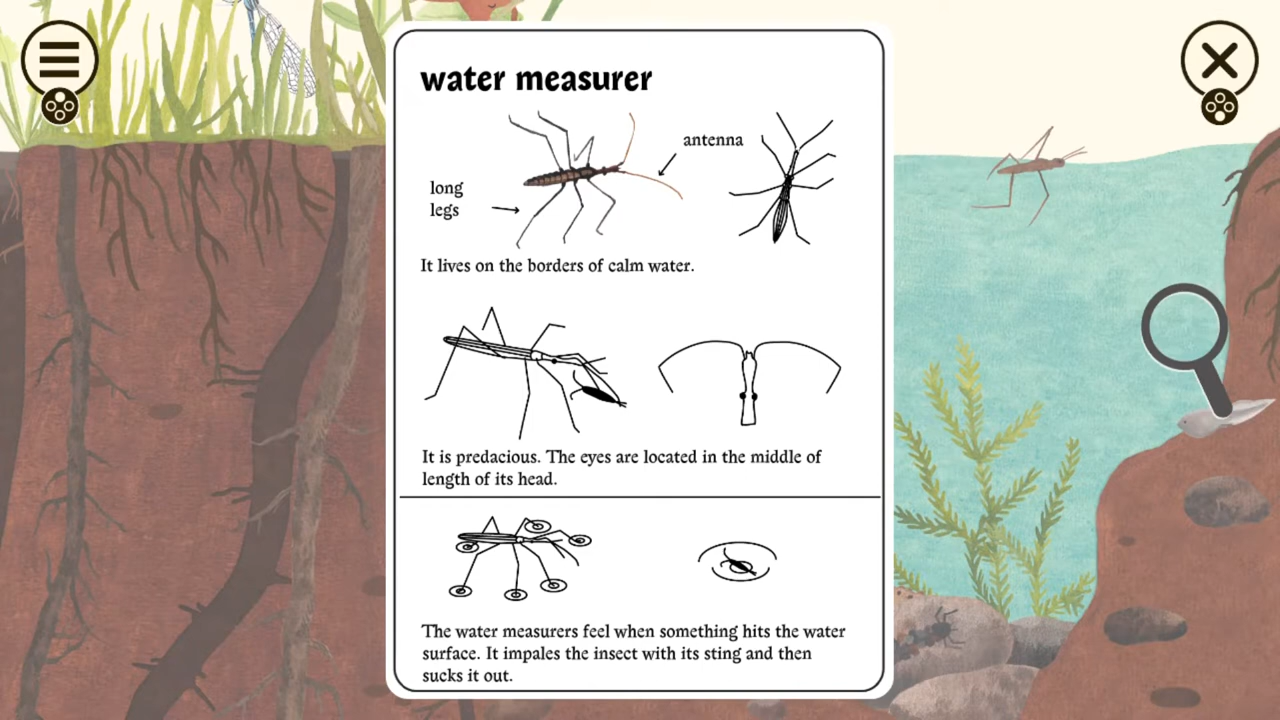 water measurer
antenna
long
legs
It lives on the borders of calm water.
It is predacious. The eyes are located in the middle of
length of its head.
The water measurers feel when something hits the water
surface. It impales the insect with its sting and then
sucks it out.